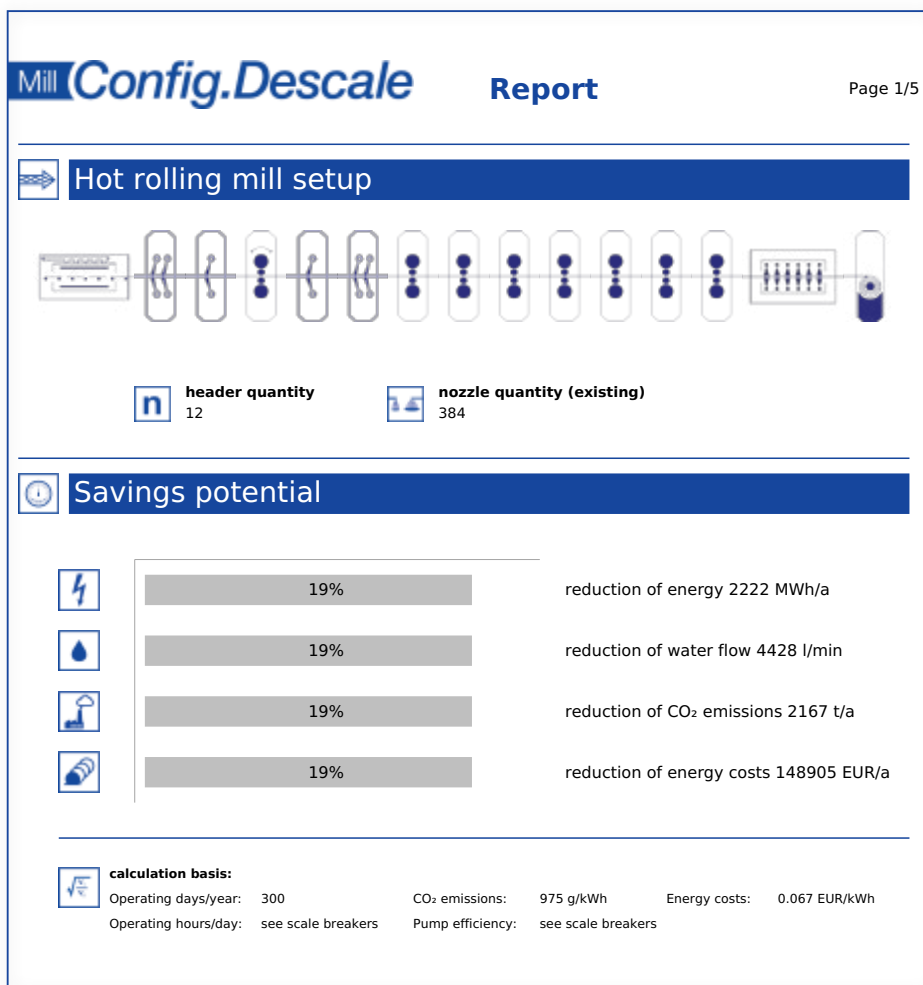 Mill Config.Descale Report Page 1/5
Hot rolling mill setup
n header quantity nozzle quantity (existing)
12 384
Savings potential
19% reduction of energy 2222 MWh/a
19% reduction of water flow 4428 l/min
19% reduction of CO₂ emissions 2167 t/a
19% reduction of energy costs 148905 EUR/a
calculation basis:
Operating days/year: 300 CO₂ emissions: 975 g/kWh Energy costs: 0.067 EUR/kWh
Operating hours/day: see scale breakers Pump efficiency: see scale breakers